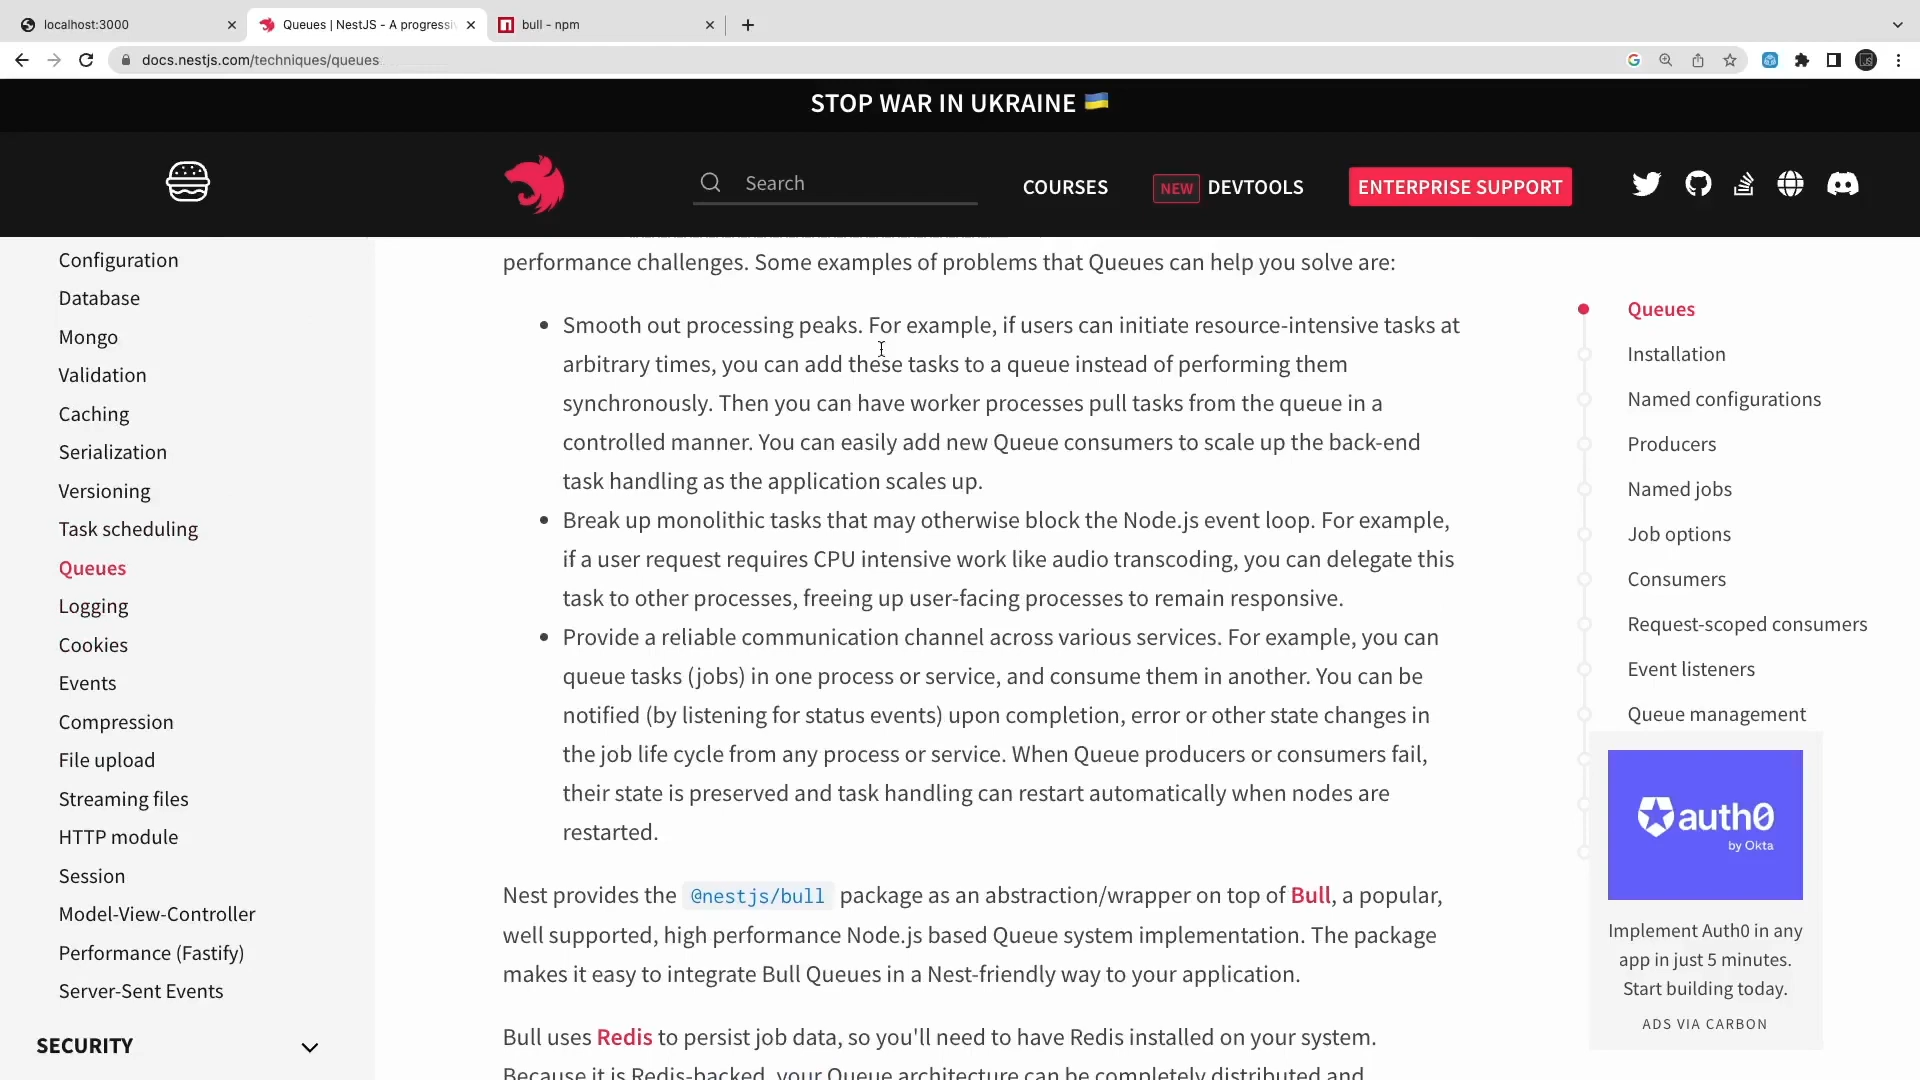 localhost:3000
Queues | NestJS - A progressi
bull - npm
docs.nestjs.com/techniques/queues
STOP WAR IN UKRAINE 🇺🇦
Search
COURSES
NEW DEVTOOLS
ENTERPRISE SUPPORT
Configuration
Database
Mongo
Validation
Caching
Serialization
Versioning
Task scheduling
Queues
Logging
Cookies
Events
Compression
File upload
Streaming files
HTTP module
Session
Model-View-Controller
Performance (Fastify)
Server-Sent Events
SECURITY
performance challenges. Some examples of problems that Queues can help you solve are:
• Smooth out processing peaks. For example, if users can initiate resource-intensive tasks at
arbitrary times, you can add these tasks to a queue instead of performing them
synchronously. Then you can have worker processes pull tasks from the queue in a
controlled manner. You can easily add new Queue consumers to scale up the back-end
task handling as the application scales up.
• Break up monolithic tasks that may otherwise block the Node.js event loop. For example,
if a user request requires CPU intensive work like audio transcoding, you can delegate this
task to other processes, freeing up user-facing processes to remain responsive.
• Provide a reliable communication channel across various services. For example, you can
queue tasks (jobs) in one process or service, and consume them in another. You can be
notified (by listening for status events) upon completion, error or other state changes in
the job life cycle from any process or service. When Queue producers or consumers fail,
their state is preserved and task handling can restart automatically when nodes are
restarted.
Nest provides the @nestjs/bull package as an abstraction/wrapper on top of Bull, a popular,
well supported, high performance Node.js based Queue system implementation. The package
makes it easy to integrate Bull Queues in a Nest-friendly way to your application.
Bull uses Redis to persist job data, so you'll need to have Redis installed on your system.
Because it is Redis-backed, your Queue architecture can be completely distributed and
Queues
Installation
Named configurations
Producers
Named jobs
Job options
Consumers
Request-scoped consumers
Event listeners
Queue management
auth0
by Okta
Implement Auth0 in any
app in just 5 minutes.
Start building today.
ADS VIA CARBON